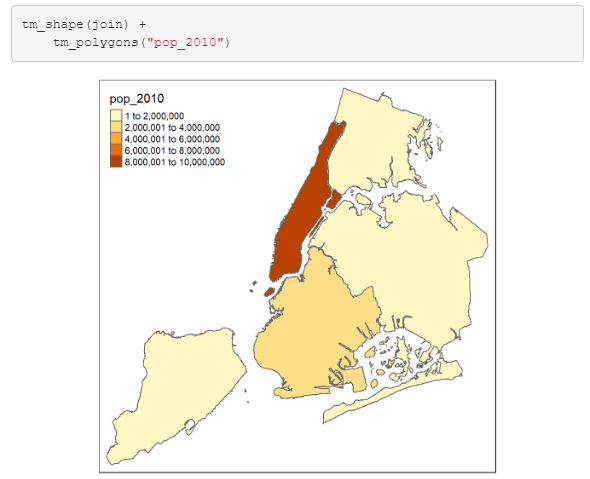 tm_shape(join) +
    tm_polygons("pop_2010")
pop_2010
1 to 2,000,000
2,000,001 to 4,000,000
4,000,001 to 6,000,000
6,000,001 to 8,000,000
8,000,001 to 10,000,000